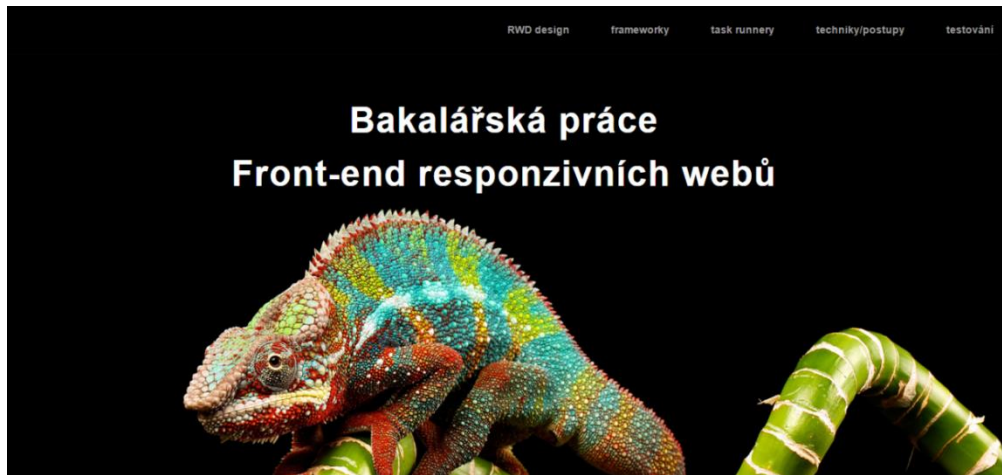 RWD design frameworky task runnery techniky/postupy testování
Bakalářská práce
Front-end responzivních webů